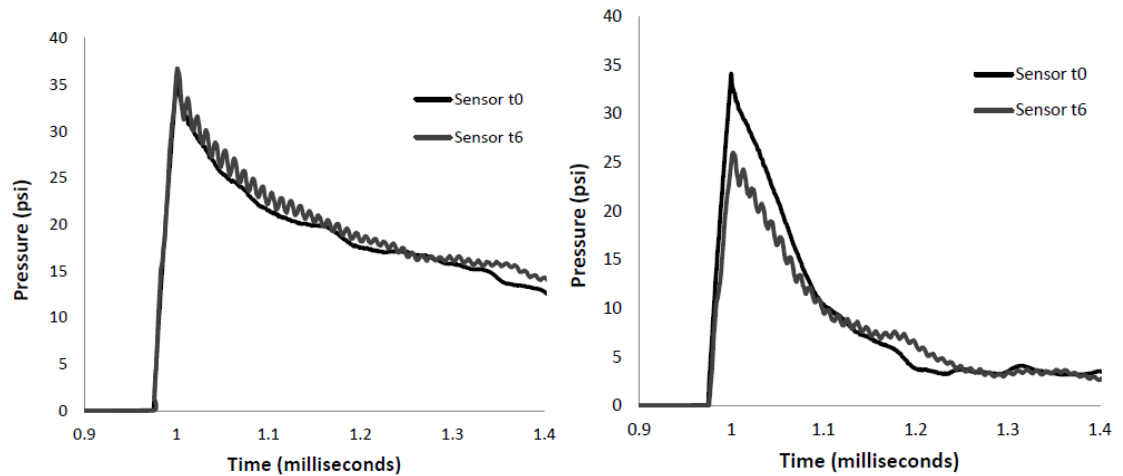 40
35
30
25
20
15
10
5
0
Pressure (psi)
Sensor t0
Sensor t6
0.9 1 1.1 1.2 1.3 1.4
Time (milliseconds)
40
35
30
25
20
15
10
5
0
Pressure (psi)
Sensor t0
Sensor t6
0.9 1 1.1 1.2 1.3 1.4
Time (milliseconds)